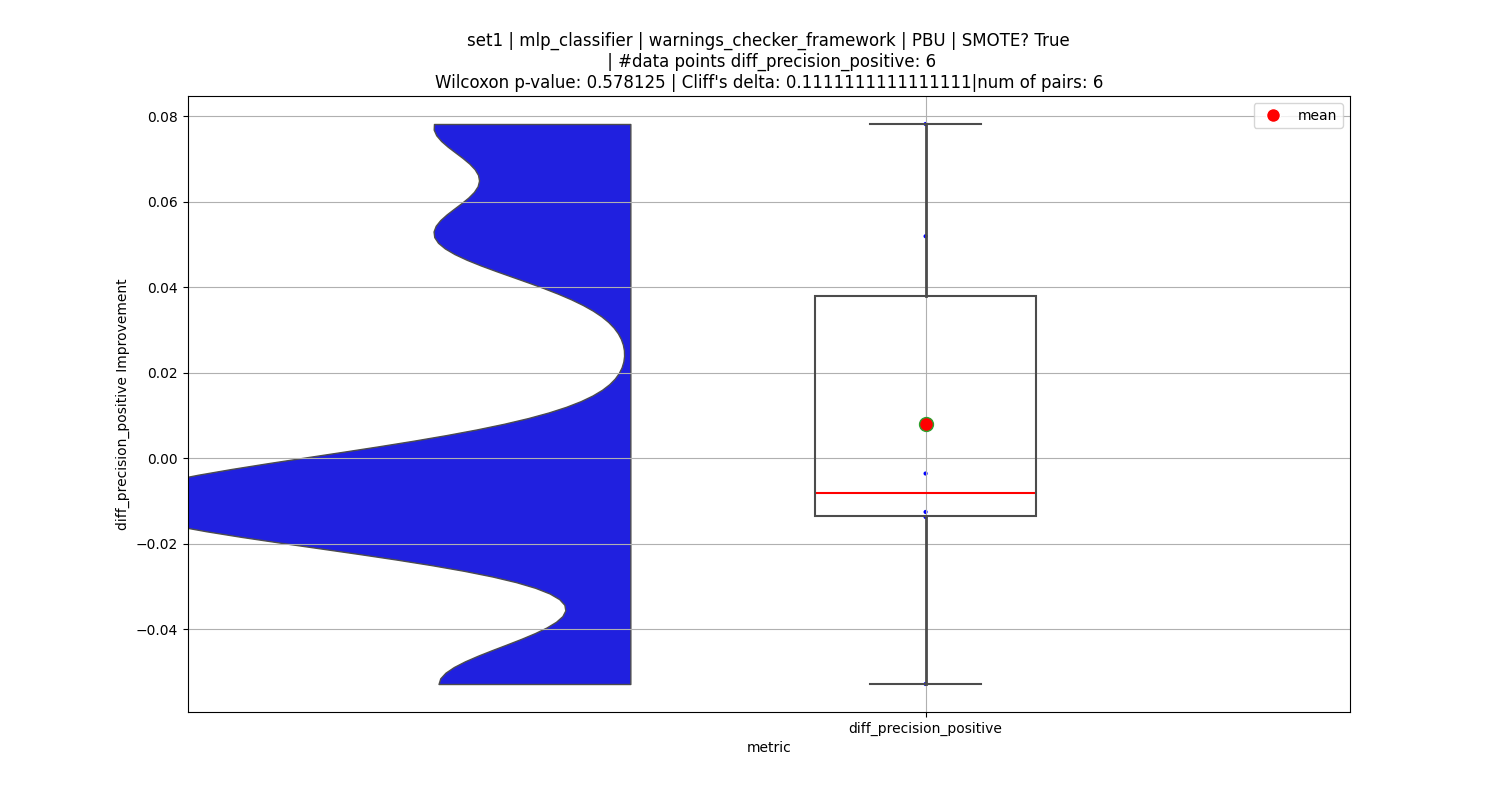 set1 | mlp_classifier | warnings_checker_framework | PBU | SMOTE? True
| #data points diff_precision_positive: 6
Wilcoxon p-value: 0.578125 | Cliff's delta: 0.1111111111111111|num of pairs: 6
mean
0.08
0.06
0.04
0.02
0.00
−0.02
−0.04
diff_precision_positive Improvement
diff_precision_positive
metric